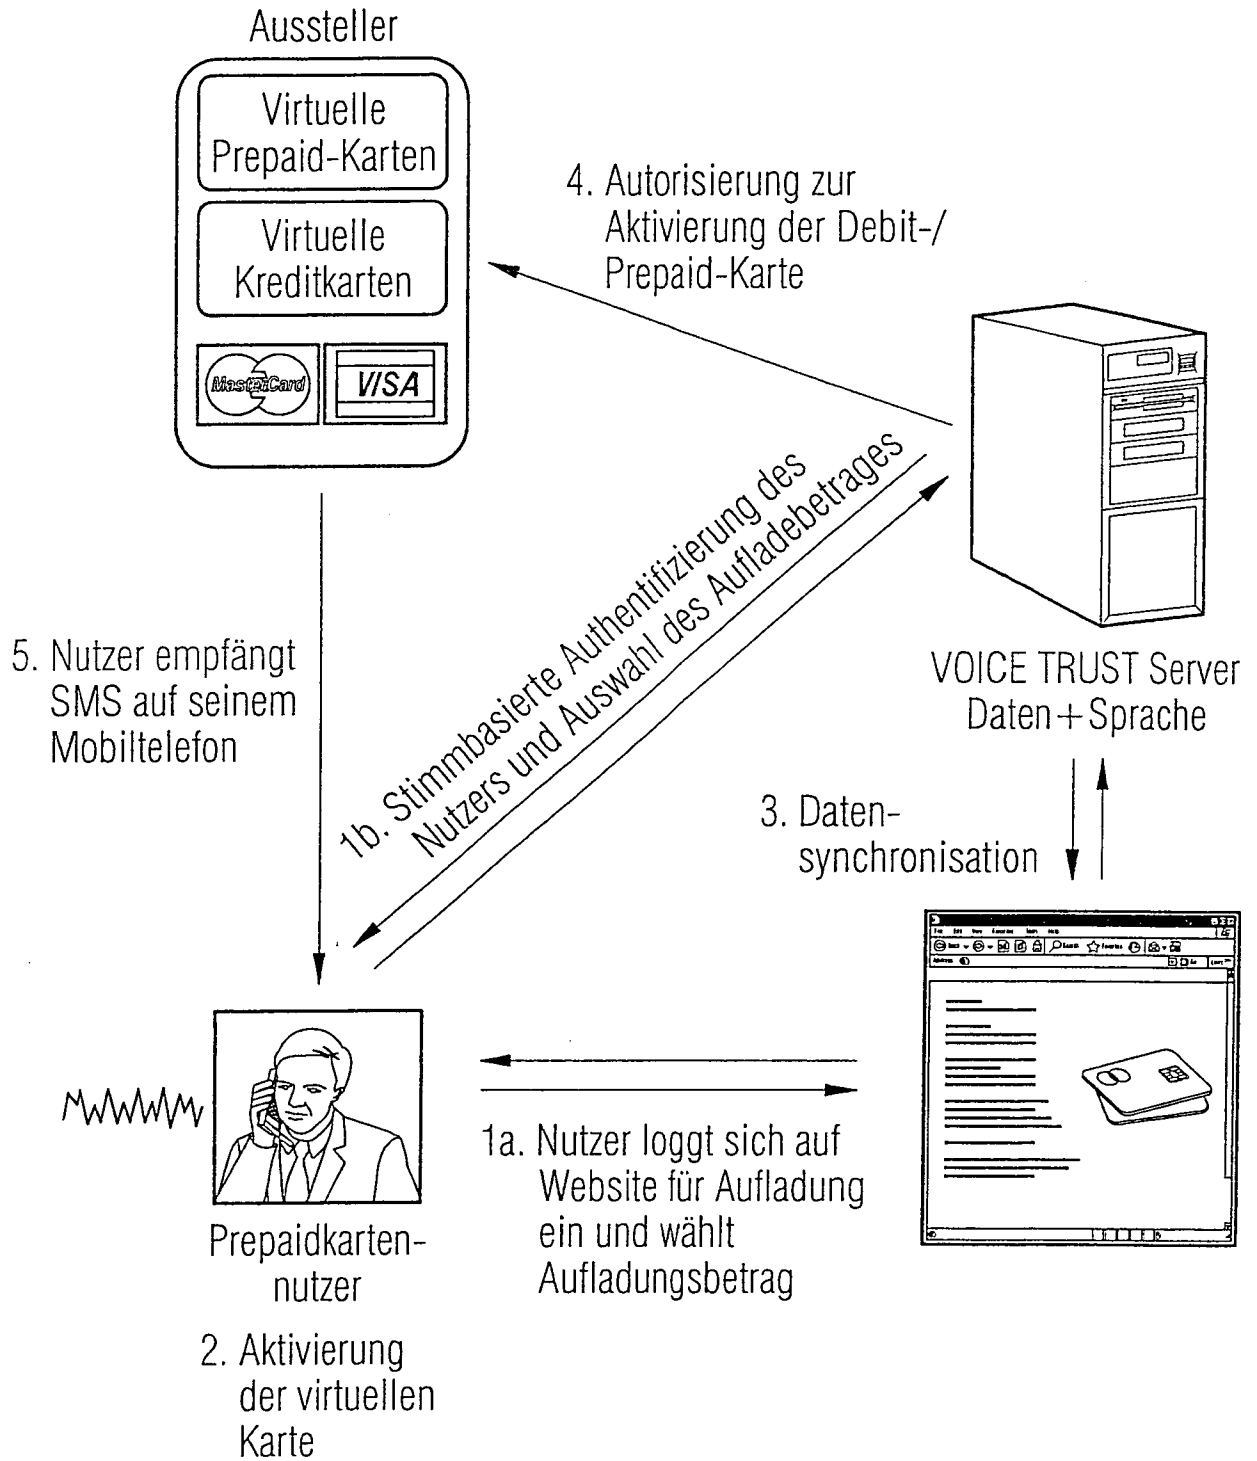 Aussteller
Virtuelle
Prepaid-Karten
Virtuelle
Kreditkarten
MasterCard
VISA
4. Autorisierung zur
Aktivierung der Debit-/
Prepaid-Karte
1b. Stimmbasierte Authentifizierung des
Nutzers und Auswahl des Aufladebetrages
5. Nutzer empfängt
SMS auf seinem
Mobiltelefon
VOICE TRUST Server
Daten+Sprache
3. Daten-
synchronisation
1a. Nutzer loggt sich auf
Website für Aufladung
ein und wählt
Aufladungsbetrag
Prepaidkarten-
nutzer
2. Aktivierung
der virtuellen
Karte